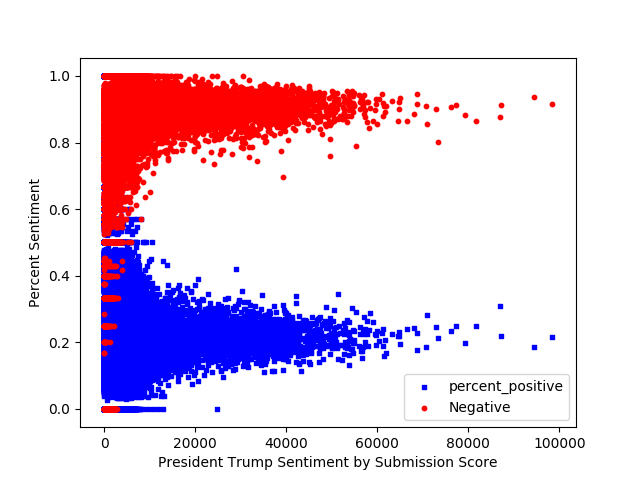 1.0
0.8
0.6
0.4
0.2
0.0
Percent Sentiment
0 20000 40000 60000 80000 100000
President Trump Sentiment by Submission Score
percent_positive
Negative